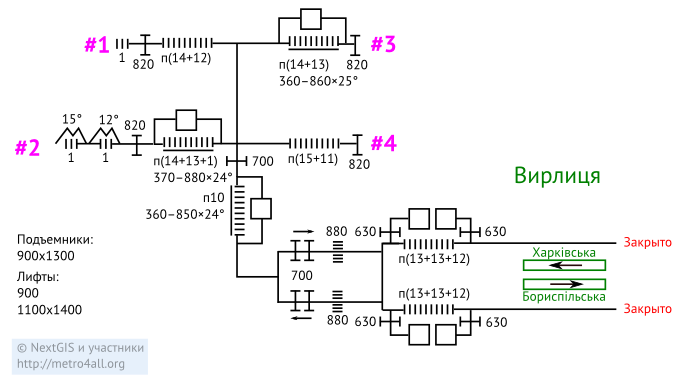 #1
1
820
п(14+12)
п(14+13)
360–860×25°
820
#3
15°
12°
820
#2
1
1
п(14+13+1)
370–880×24°
700
п(15+11)
820
#4
п10
360–850×24°
Вирлиця
880
630
630
Закрыто
Подъемники:
900x1300
700
п(13+13+12)
Харківська
Лифты:
900
1100x1400
п(13+13+12)
Бориспільська
880
630
630
Закрыто
© NextGIS и участники
http://metro4all.org